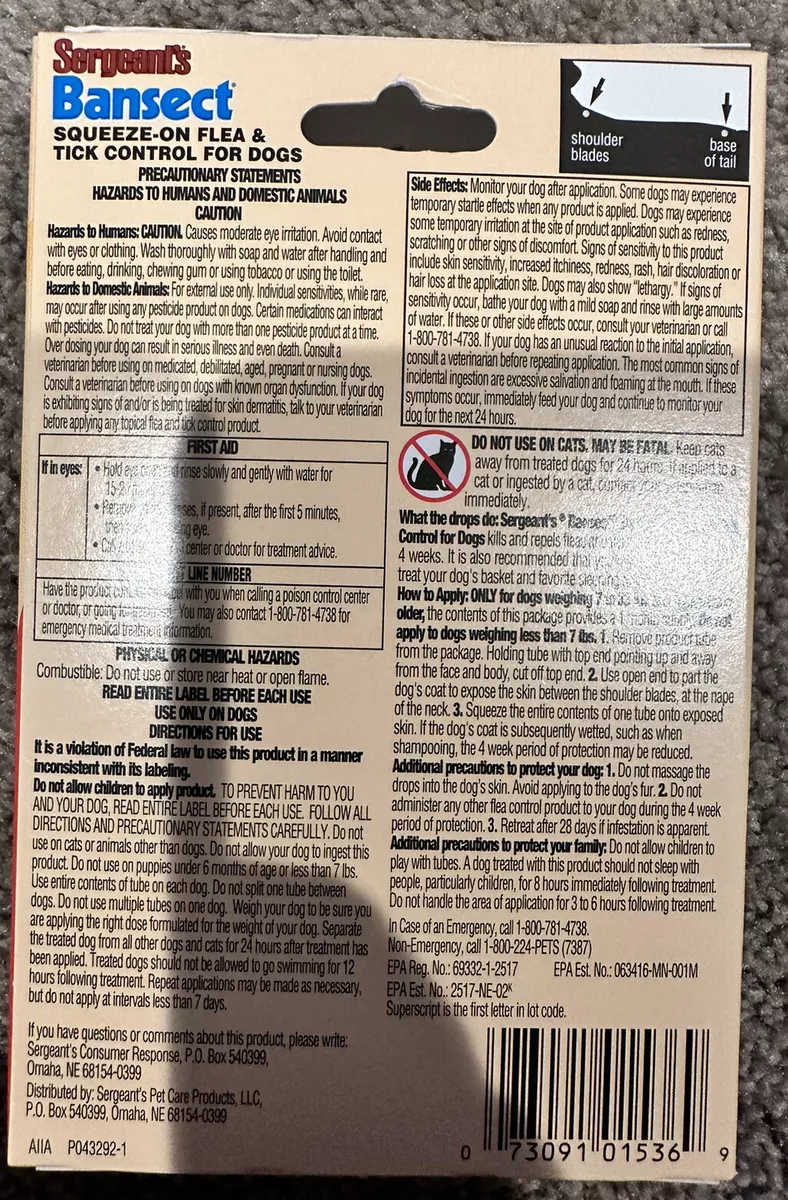 Sergeant's
Bansect®
SQUEEZE-ON FLEA &
TICK CONTROL FOR DOGS
PRECAUTIONARY STATEMENTS
HAZARDS TO HUMANS AND DOMESTIC ANIMALS
CAUTION
Hazards to Humans: CAUTION. Causes moderate eye irritation. Avoid contact
with eyes or clothing. Wash thoroughly with soap and water after handling and
before eating, drinking, chewing gum or using tobacco or using the toilet.
Hazards to Domestic Animals: For external use only. Individual sensitivities, while rare,
may occur after using any pesticide product on dogs. Certain medications can interact
with pesticides. Do not treat your dog with more than one pesticide product at a time.
Over dosing your dog can result in serious illness and even death. Consult a
veterinarian before using on medicated, debilitated, aged, pregnant or nursing dogs.
Consult a veterinarian before using on dogs with known organ dysfunction. If your dog
is exhibiting signs of and/or is being treated for skin dermatitis, talk to your veterinarian
before applying any topical flea and tick control product.
FIRST AID
If in eyes:
• Hold eye and rinse slowly and gently with water for
15-2
• if present, after the first 5 minutes,
eye.
• center or doctor for treatment advice.
LINE NUMBER
Have the product with you when calling a poison control center
or doctor, or going You may also contact 1-800-781-4738 for
emergency medical treatment information.
PHYSICAL OR CHEMICAL HAZARDS
Combustible: Do not use or store near heat or open flame.
READ ENTIRE LABEL BEFORE EACH USE
USE ONLY ON DOGS
DIRECTIONS FOR USE
It is a violation of Federal law to use this product in a manner
inconsistent with its labeling.
Do not allow children to apply product. TO PREVENT HARM TO YOU
AND YOUR DOG, READ ENTIRE LABEL BEFORE EACH USE. FOLLOW ALL
DIRECTIONS AND PRECAUTIONARY STATEMENTS CAREFULLY. Do not
use on cats or animals other than dogs. Do not allow your dog to ingest this
product. Do not use on puppies under 6 months of age or less than 7 lbs.
Use entire contents of tube on each dog. Do not split one tube between
dogs. Do not use multiple tubes on one dog. Weigh your dog to be sure you
are applying the right dose formulated for the weight of your dog. Separate
the treated dog from all other dogs and cats for 24 hours after treatment has
been applied. Treated dogs should not be allowed to go swimming for 12
hours following treatment. Repeat applications may be made as necessary,
but do not apply at intervals less than 7 days.
If you have questions or comments about this product, please write:
Sergeant's Consumer Response, P.O. Box 540399,
Omaha, NE 68154-0399
Distributed by: Sergeant's Pet Care Products, LLC,
P.O. Box 540399, Omaha, NE 68154-0399
AIIA P043292-1
shoulder
blades
base
of tail
Side Effects: Monitor your dog after application. Some dogs may experience
temporary startle effects when any product is applied. Dogs may experience
some temporary irritation at the site of product application such as redness,
scratching or other signs of discomfort. Signs of sensitivity to this product
include skin sensitivity, increased itchiness, redness, rash, hair discoloration or
hair loss at the application site. Dogs may also show "lethargy." If signs of
sensitivity occur, bathe your dog with a mild soap and rinse with large amounts
of water. If these or other side effects occur, consult your veterinarian or call
1-800-781-4738. If your dog has an unusual reaction to the initial application,
consult a veterinarian before repeating application. The most common signs of
incidental ingestion are excessive salivation and foaming at the mouth. If these
symptoms occur, immediately feed your dog and continue to monitor your
dog for the next 24 hours.
DO NOT USE ON CATS. MAY BE FATAL. Keep cats
away from treated dogs for 24 hours. If applied to a
cat or ingested by a cat, contact your
immediately.
What the drops do: Sergeant's® Bansect
Control for Dogs kills and repels fleas
4 weeks. It is also recommended that
treat your dog's basket and favorite sleeping
How to Apply: ONLY for dogs weighing 7
older, the contents of this package provides a 1 month supply. Do not
apply to dogs weighing less than 7 lbs. 1. Remove product tube
from the package. Holding tube with top end pointing up and away
from the face and body, cut off top end. 2. Use open end to part the
dog's coat to expose the skin between the shoulder blades, at the nape
of the neck. 3. Squeeze the entire contents of one tube onto exposed
skin. If the dog's coat is subsequently wetted, such as when
shampooing, the 4 week period of protection may be reduced.
Additional precautions to protect your dog: 1. Do not massage the
drops into the dog's skin. Avoid applying to the dog's fur. 2. Do not
administer any other flea control product to your dog during the 4 week
period of protection. 3. Retreat after 28 days if infestation is apparent.
Additional precautions to protect your family: Do not allow children to
play with tubes. A dog treated with this product should not sleep with
people, particularly children, for 8 hours immediately following treatment.
Do not handle the area of application for 3 to 6 hours following treatment.
In Case of an Emergency, call 1-800-781-4738.
Non-Emergency, call 1-800-224-PETS (7387)
EPA Reg. No.: 69332-1-2517 EPA Est. No.: 063416-MN-001M
EPA Est. No.: 2517-NE-02K
Superscript is the first letter in lot code.
0 73091 01536 9